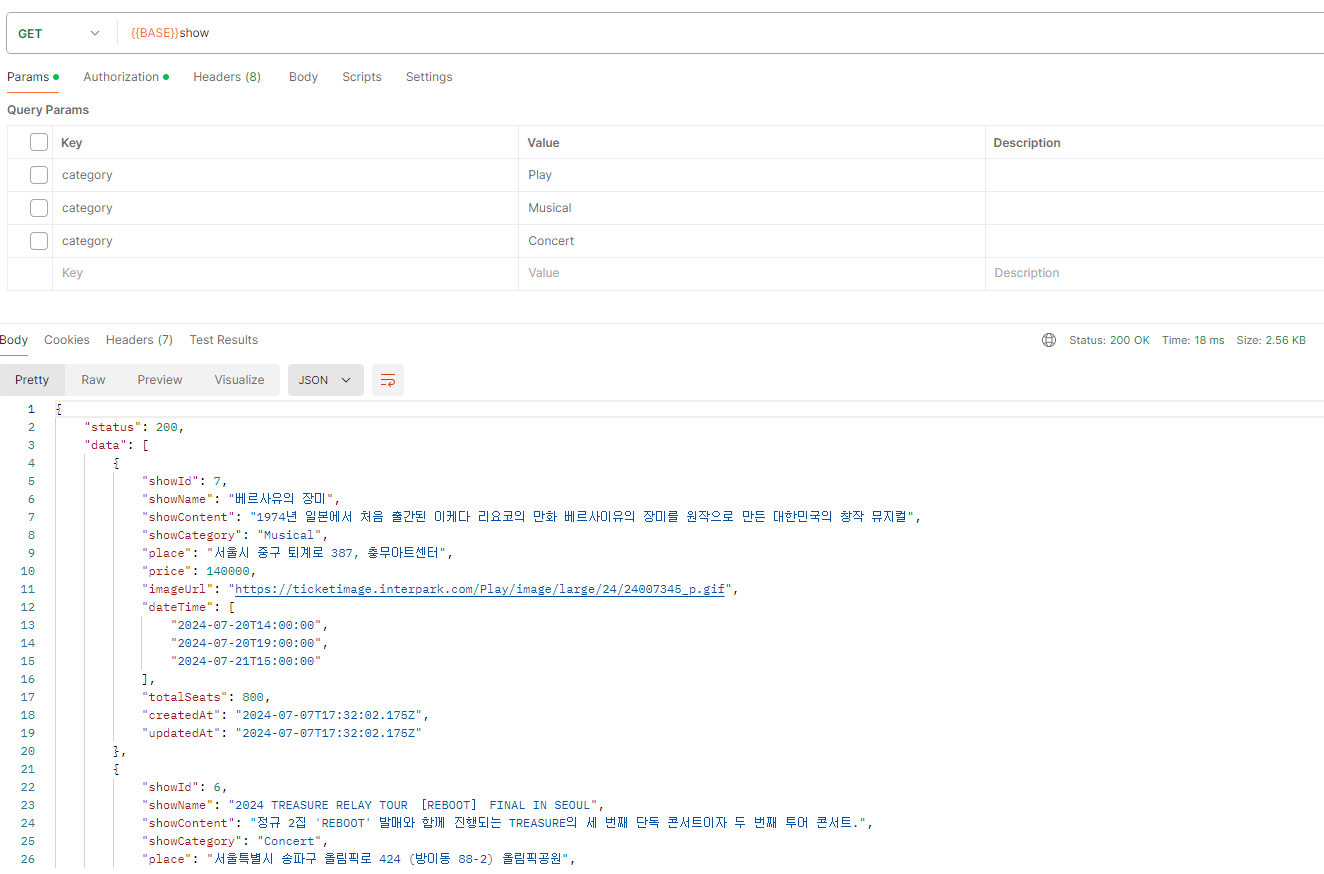 GET {{BASE}}show
Params Authorization Headers (8) Body Scripts Settings
Query Params
Key Value Description
category Play
category Musical
category Concert
Key Value Description
Body Cookies Headers (7) Test Results Status: 200 OK Time: 18 ms Size: 2.56 KB
Pretty Raw Preview Visualize JSON
1 {
2 "status": 200,
3 "data": [
4 {
5 "showId": 7,
6 "showName": "베르사유의 장미",
7 "showContent": "1974년 일본에서 처음 출간된 이케다 리요코의 만화 베르사이유의 장미를 원작으로 만든 대한민국의 창작 뮤지컬",
8 "showCategory": "Musical",
9 "place": "서울시 중구 퇴계로 387, 충무아트센터",
10 "price": 140000,
11 "imageUrl": "https://ticketimage.interpark.com/Play/image/large/24/24007345_p.gif",
12 "dateTime": [
13 "2024-07-20T14:00:00",
14 "2024-07-20T19:00:00",
15 "2024-07-21T15:00:00"
16 ],
17 "totalSeats": 800,
18 "createdAt": "2024-07-07T17:32:02.175Z",
19 "updatedAt": "2024-07-07T17:32:02.175Z"
20 },
21 {
22 "showId": 6,
23 "showName": "2024 TREASURE RELAY TOUR ［REBOOT］ FINAL IN SEOUL",
24 "showContent": "정규 2집 'REBOOT' 발매와 함께 진행되는 TREASURE의 세 번째 단독 콘서트이자 두 번째 투어 콘서트.",
25 "showCategory": "Concert",
26 "place": "서울특별시 송파구 올림픽로 424 (방이동 88-2) 올림픽공원",